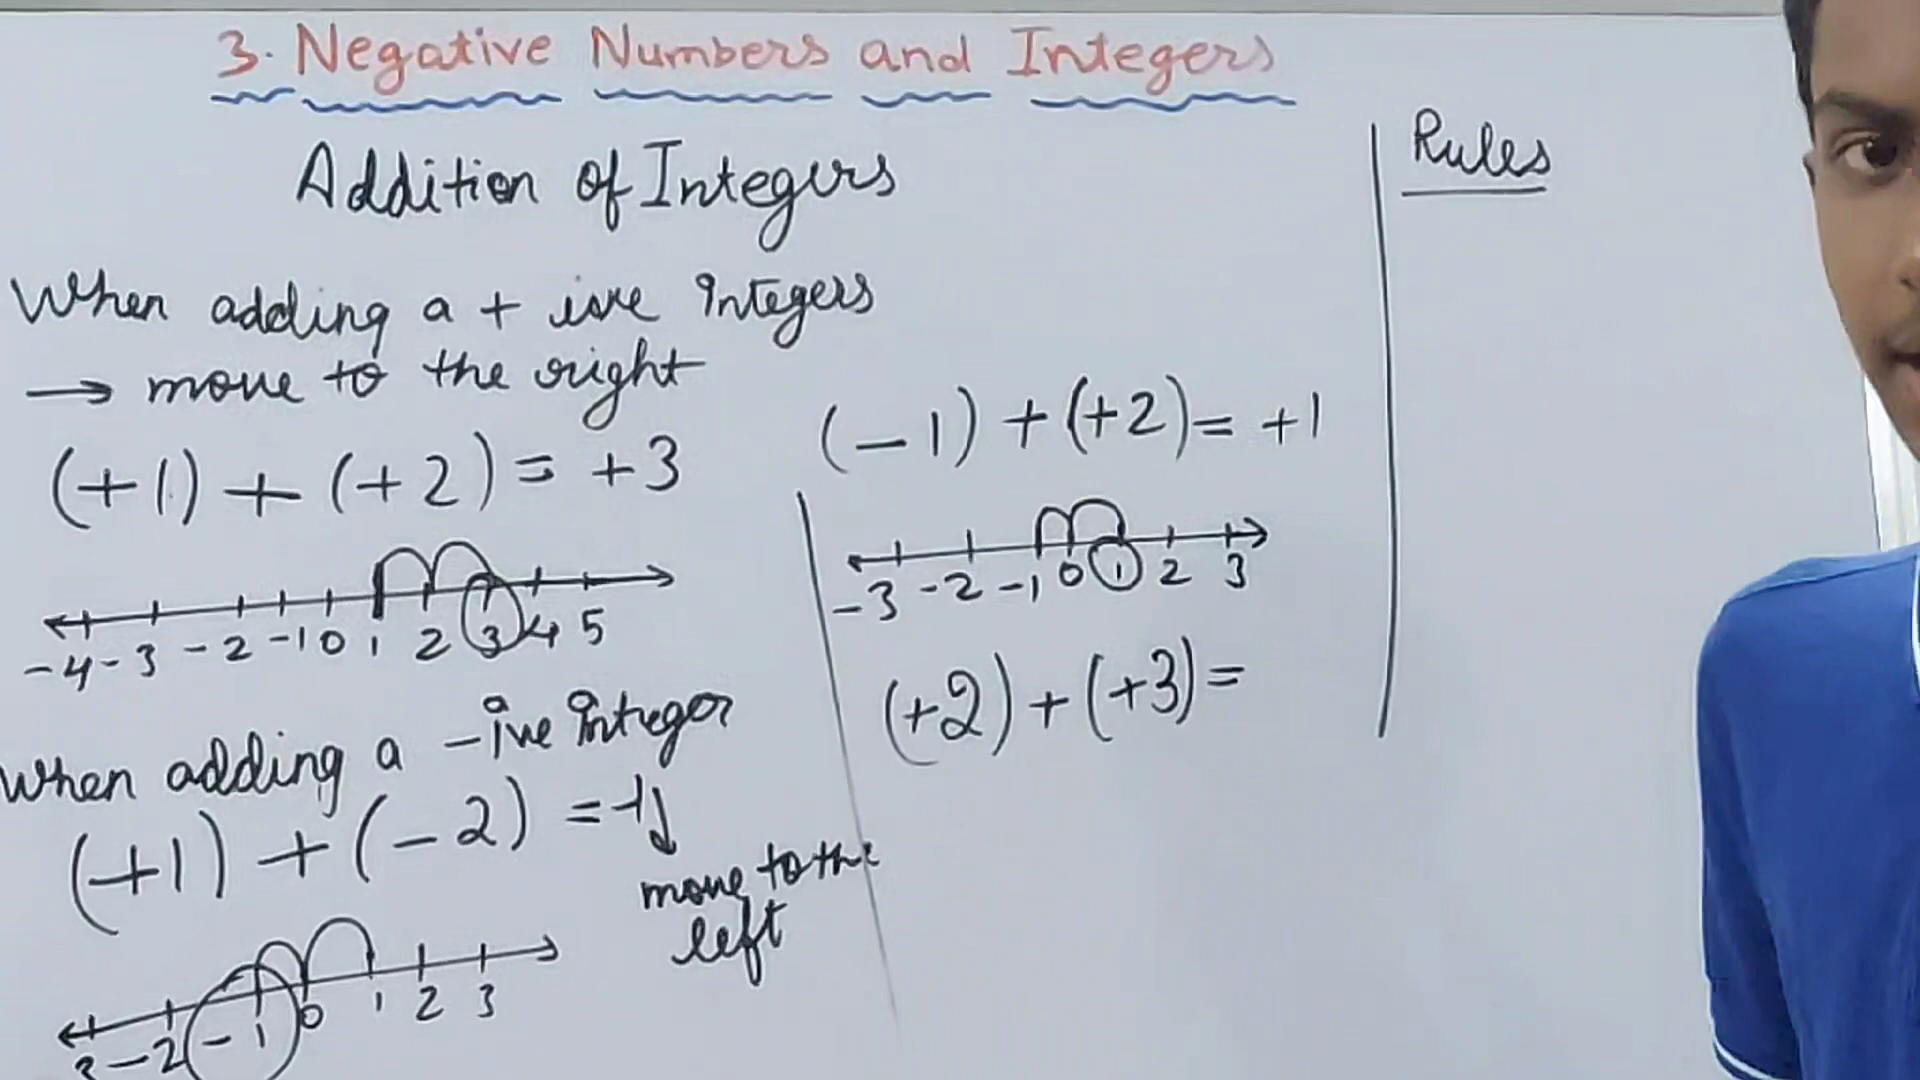 3. Negative Numbers and Integers
Addition of Integers
When adding a + ive Integers
→ move to the right
(+1) + (+2) = +3
-4 -3 -2 -1 0 1 2 3 4 5
When adding a -ive integer
(+1) + (-2) = -1
move to the
left
-3 -2 -1 0 1 2 3
(-1) + (+2) = +1
-3 -2 -1 0 1 2 3
(+2) + (+3) =
Rules